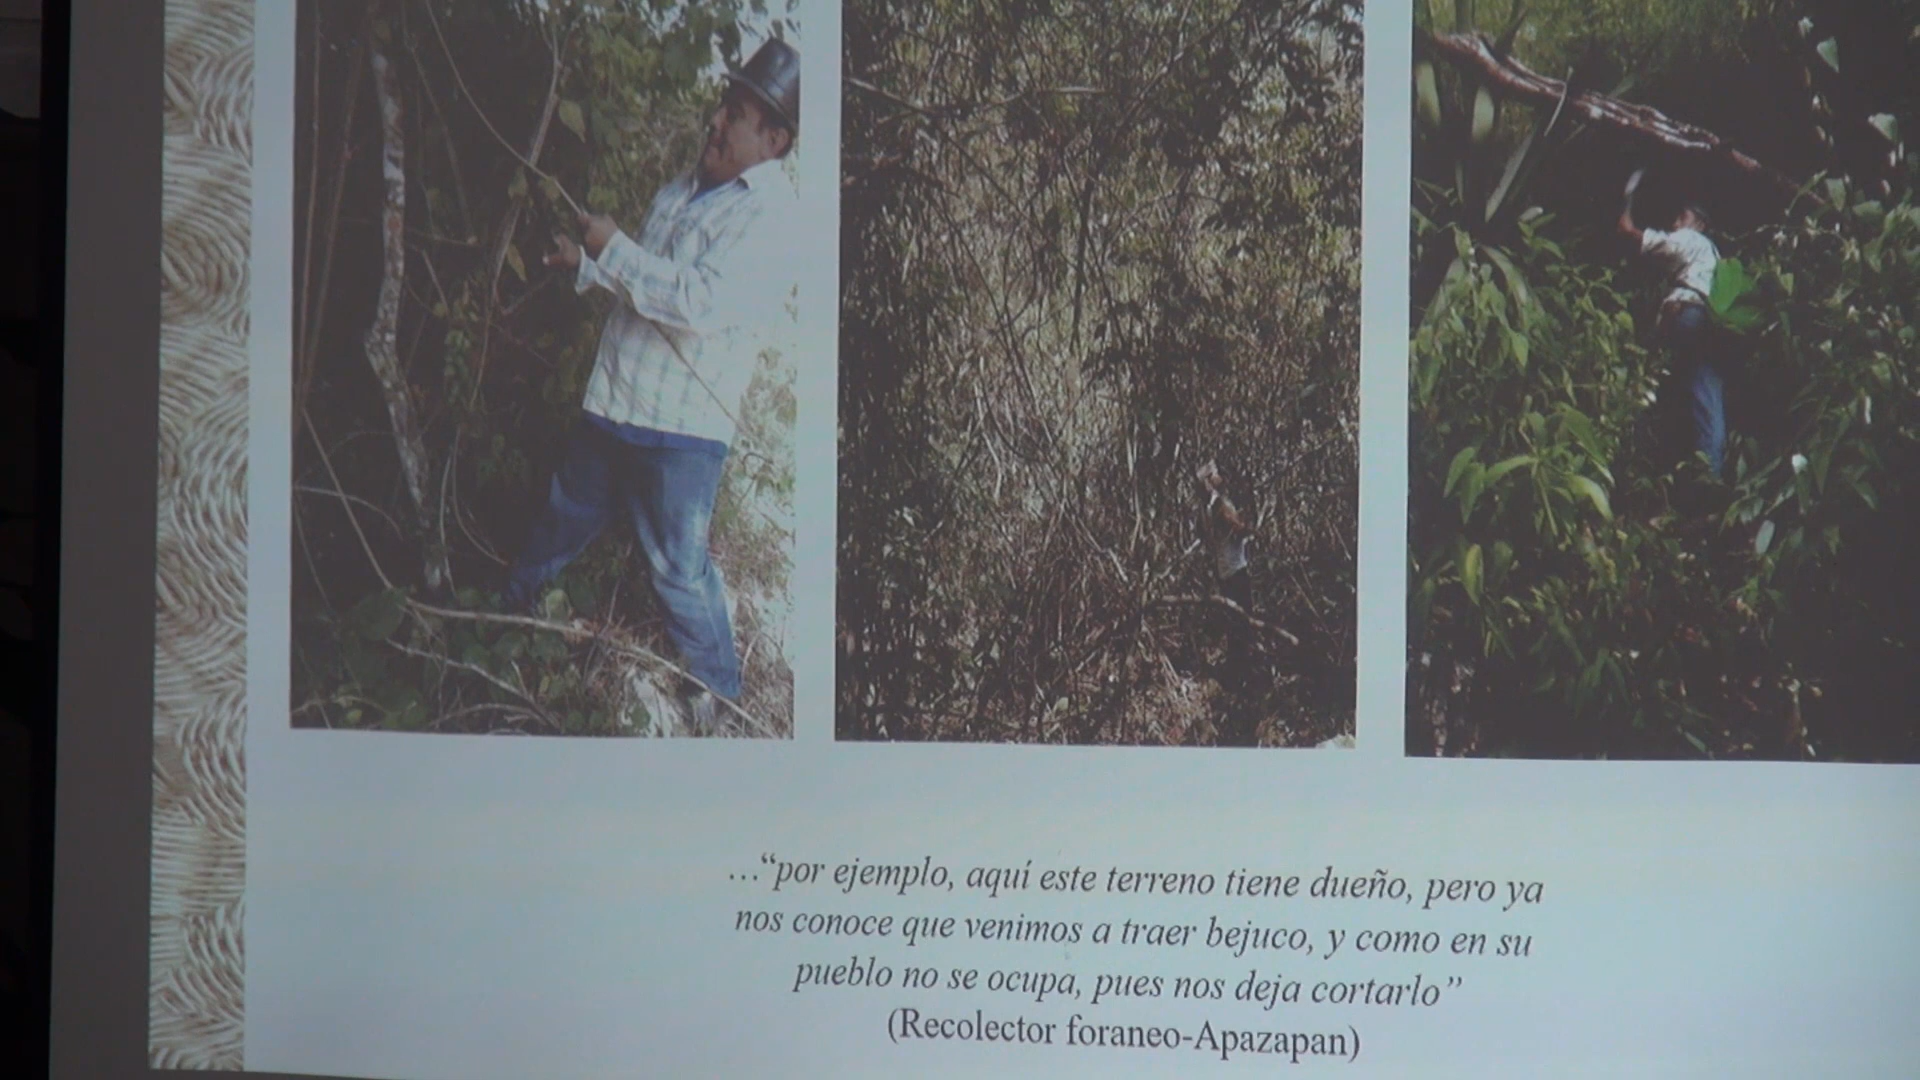 …“por ejemplo, aquí este terreno tiene dueño, pero ya
nos conoce que venimos a traer bejuco, y como en su
pueblo no se ocupa, pues nos deja cortarlo”
(Recolector foraneo-Apazapan)